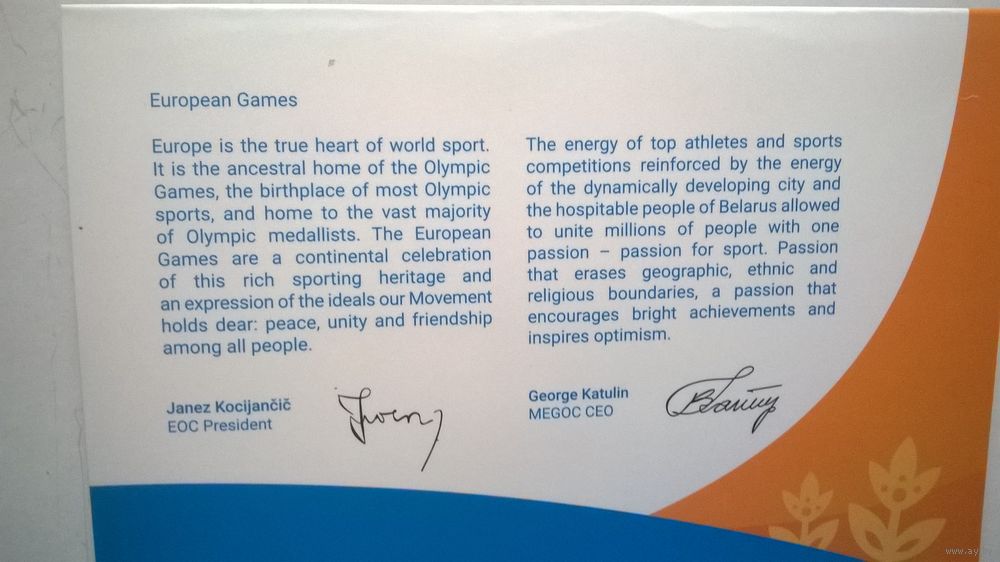 European Games
Europe is the true heart of world sport.
It is the ancestral home of the Olympic
Games, the birthplace of most Olympic
sports, and home to the vast majority
of Olympic medallists. The European
Games are a continental celebration
of this rich sporting heritage and
an expression of the ideals our Movement
holds dear: peace, unity and friendship
among all people.
Janez Kocijančič
EOC President
The energy of top athletes and sports
competitions reinforced by the energy
of the dynamically developing city and
the hospitable people of Belarus allowed
to unite millions of people with one
passion – passion for sport. Passion
that erases geographic, ethnic and
religious boundaries, a passion that
encourages bright achievements and
inspires optimism.
George Katulin
MEGOC CEO